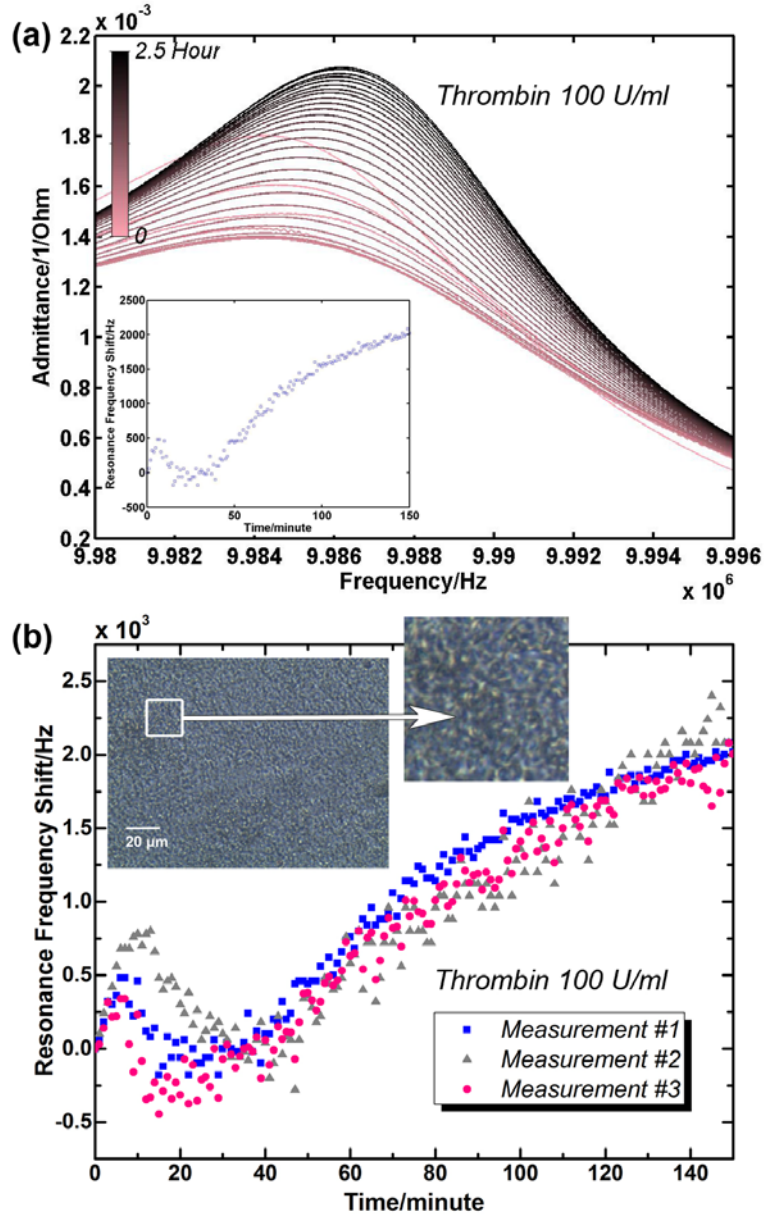 (a)
x 10⁻³
2.5 Hour
0
Thrombin 100 U/ml
Admittance/1/Ohm
2.2
2
1.8
1.6
1.4
1.2
1
0.8
0.6
0.4
0.2
9.98 9.982 9.984 9.986 9.988 9.99 9.992 9.994 9.996
Frequency/Hz
x 10⁶
Resonance Frequency Shift/Hz
2500
2000
1500
1000
500
0
-500
0 50 100 150
Time/minute
(b)
x 10³
Resonance Frequency Shift/Hz
2.5
2.0
1.5
1.0
0.5
0.0
-0.5
20 µm
Thrombin 100 U/ml
Measurement #1
Measurement #2
Measurement #3
0 20 40 60 80 100 120 140
Time/minute